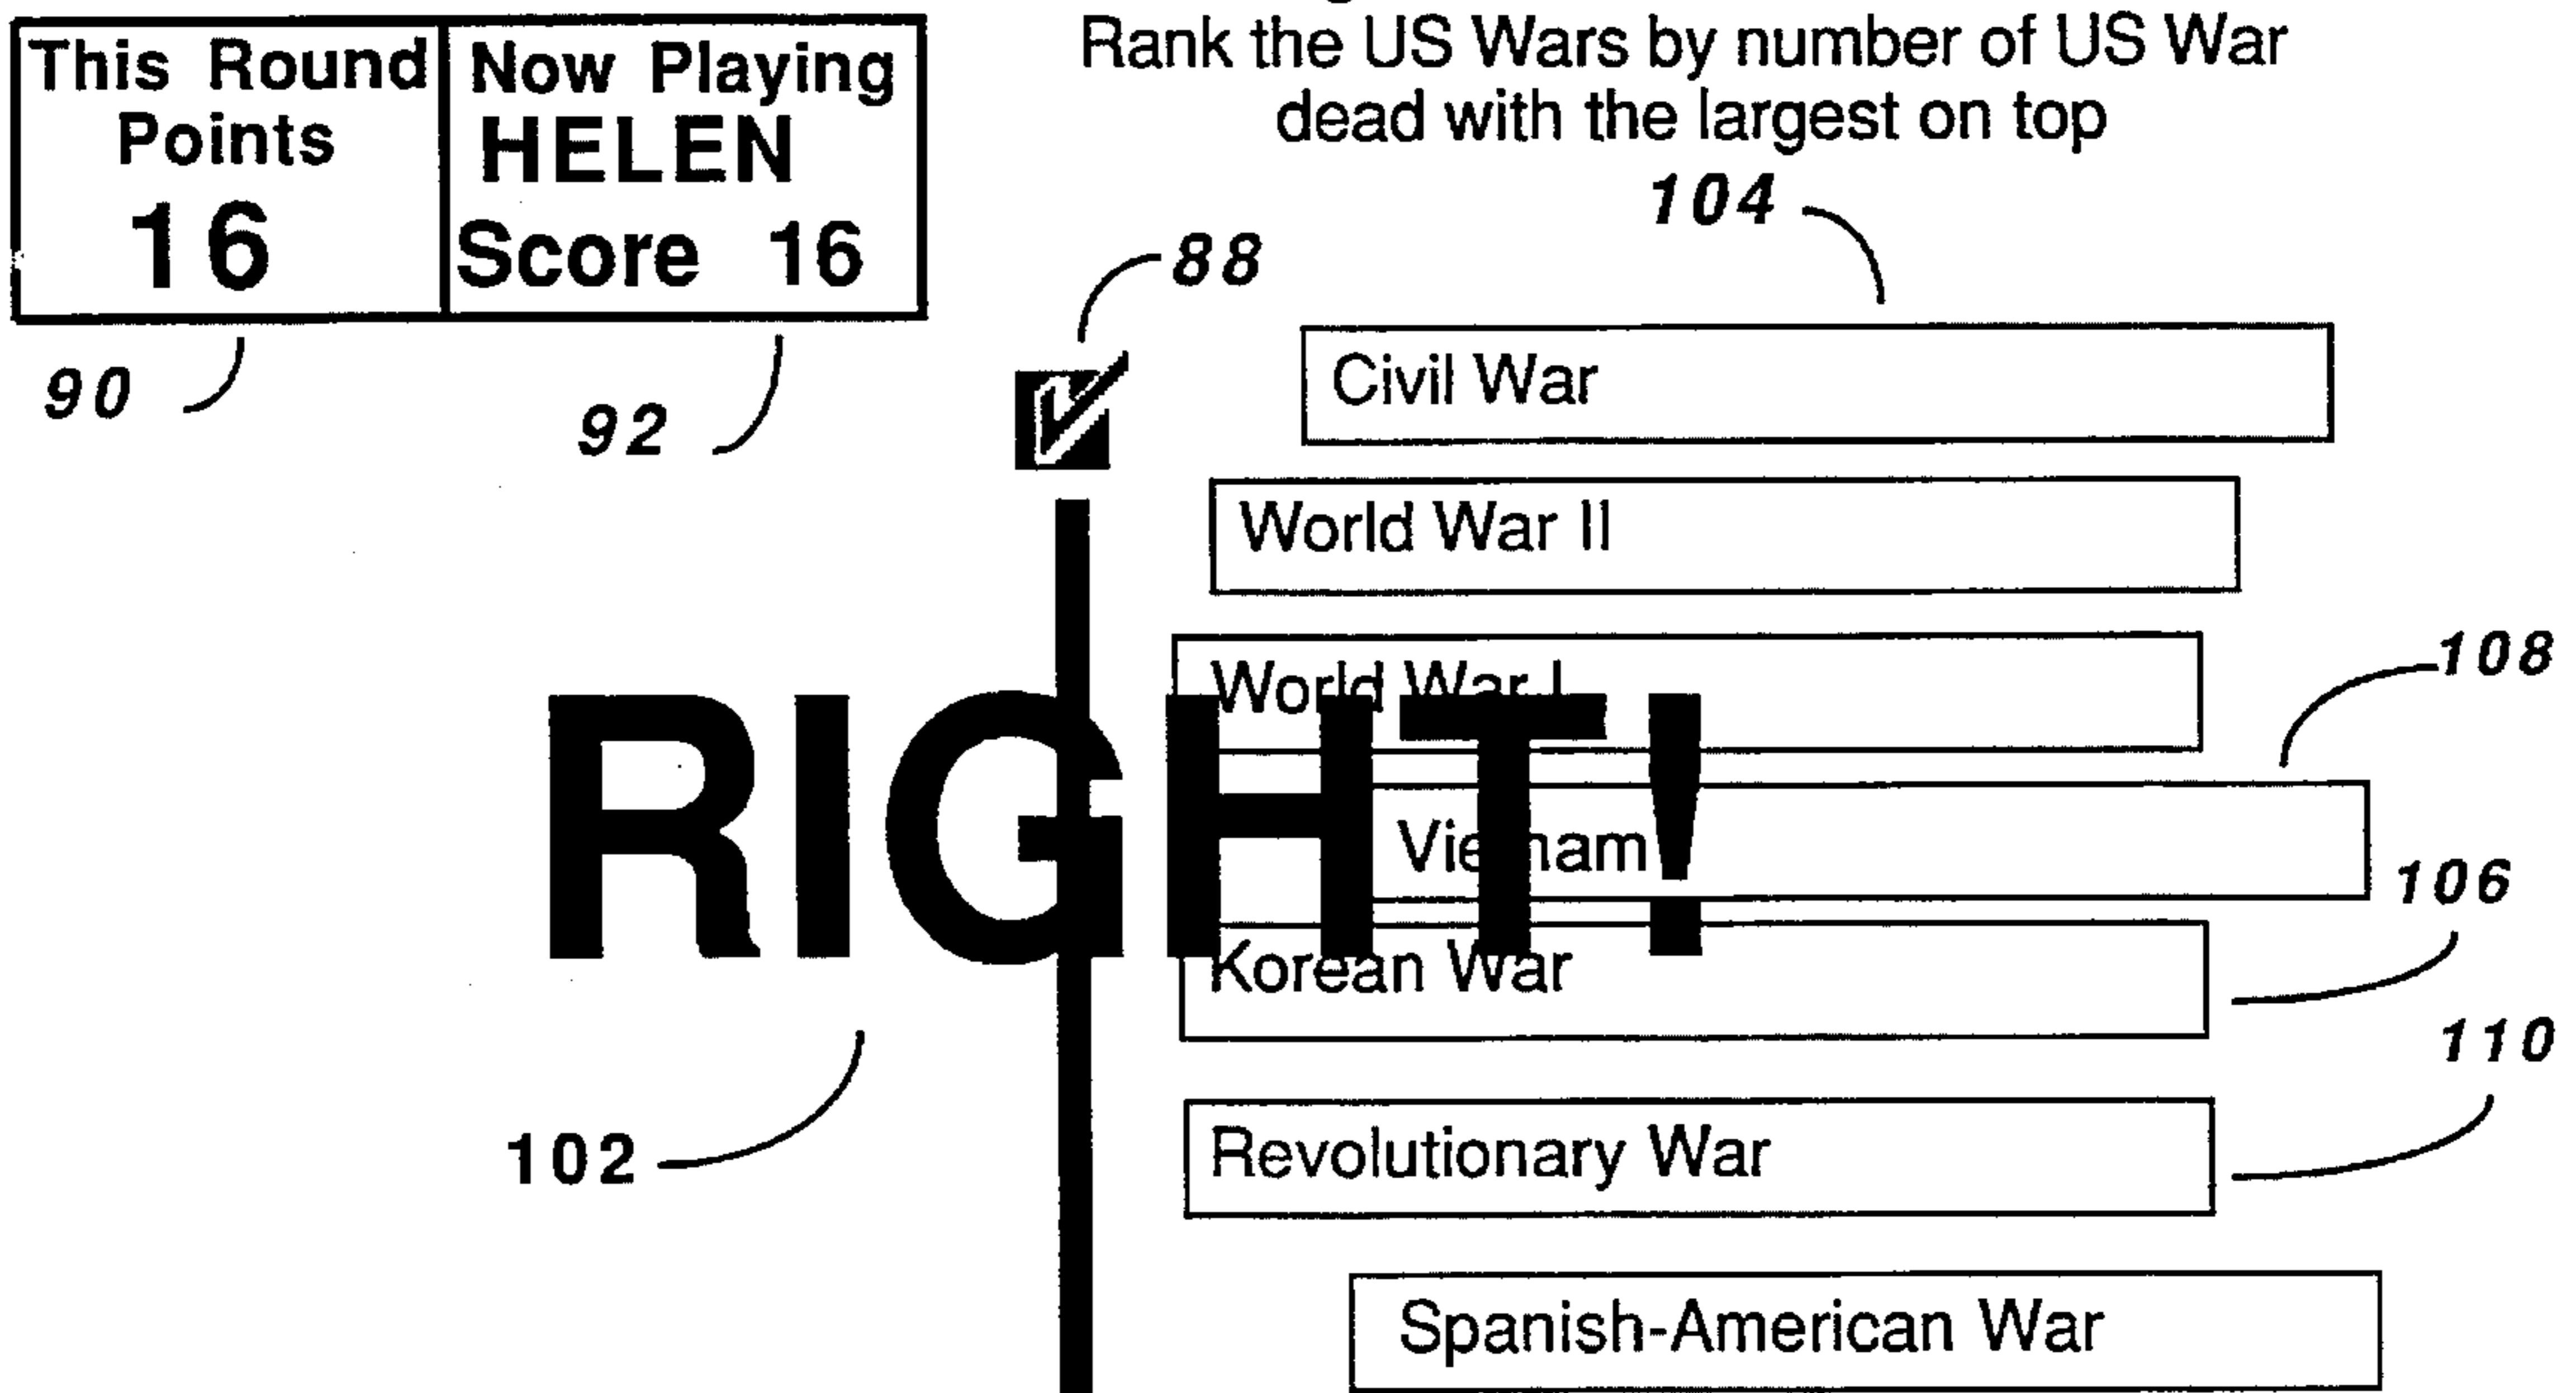 This Round
Points
16
Now Playing
HELEN
Score 16
Rank the US Wars by number of US War
dead with the largest on top
104
88
90
92
Civil War
World War II
World War I
108
RIGHT!
Vietnam
106
Korean War
110
102
Revolutionary War
Spanish-American War